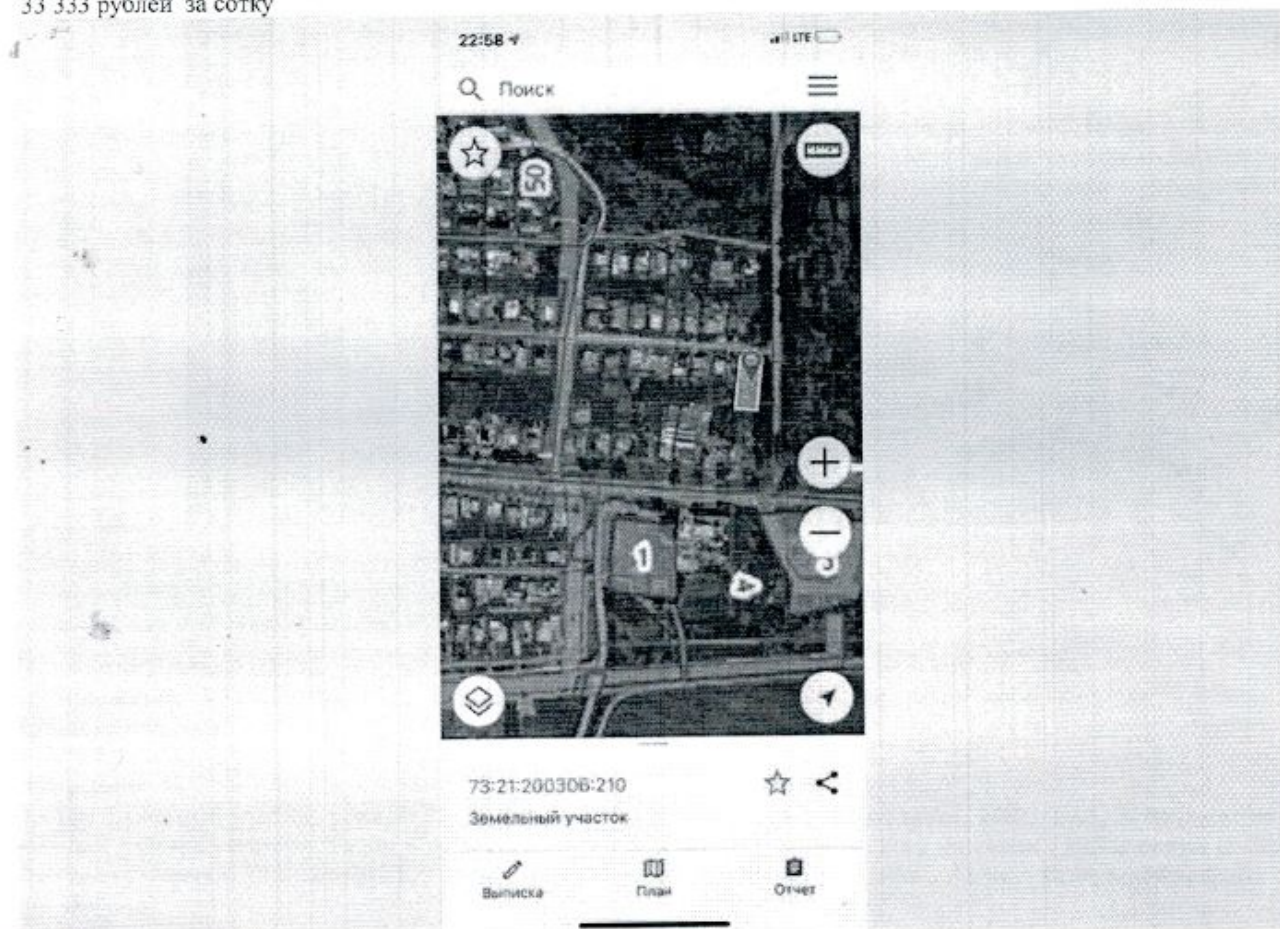 33 333 рублей за сотку
22:58
LTE
Поиск
50
1
4
3
73:21:200306:210
Земельный участок
Выписка
План
Отчет